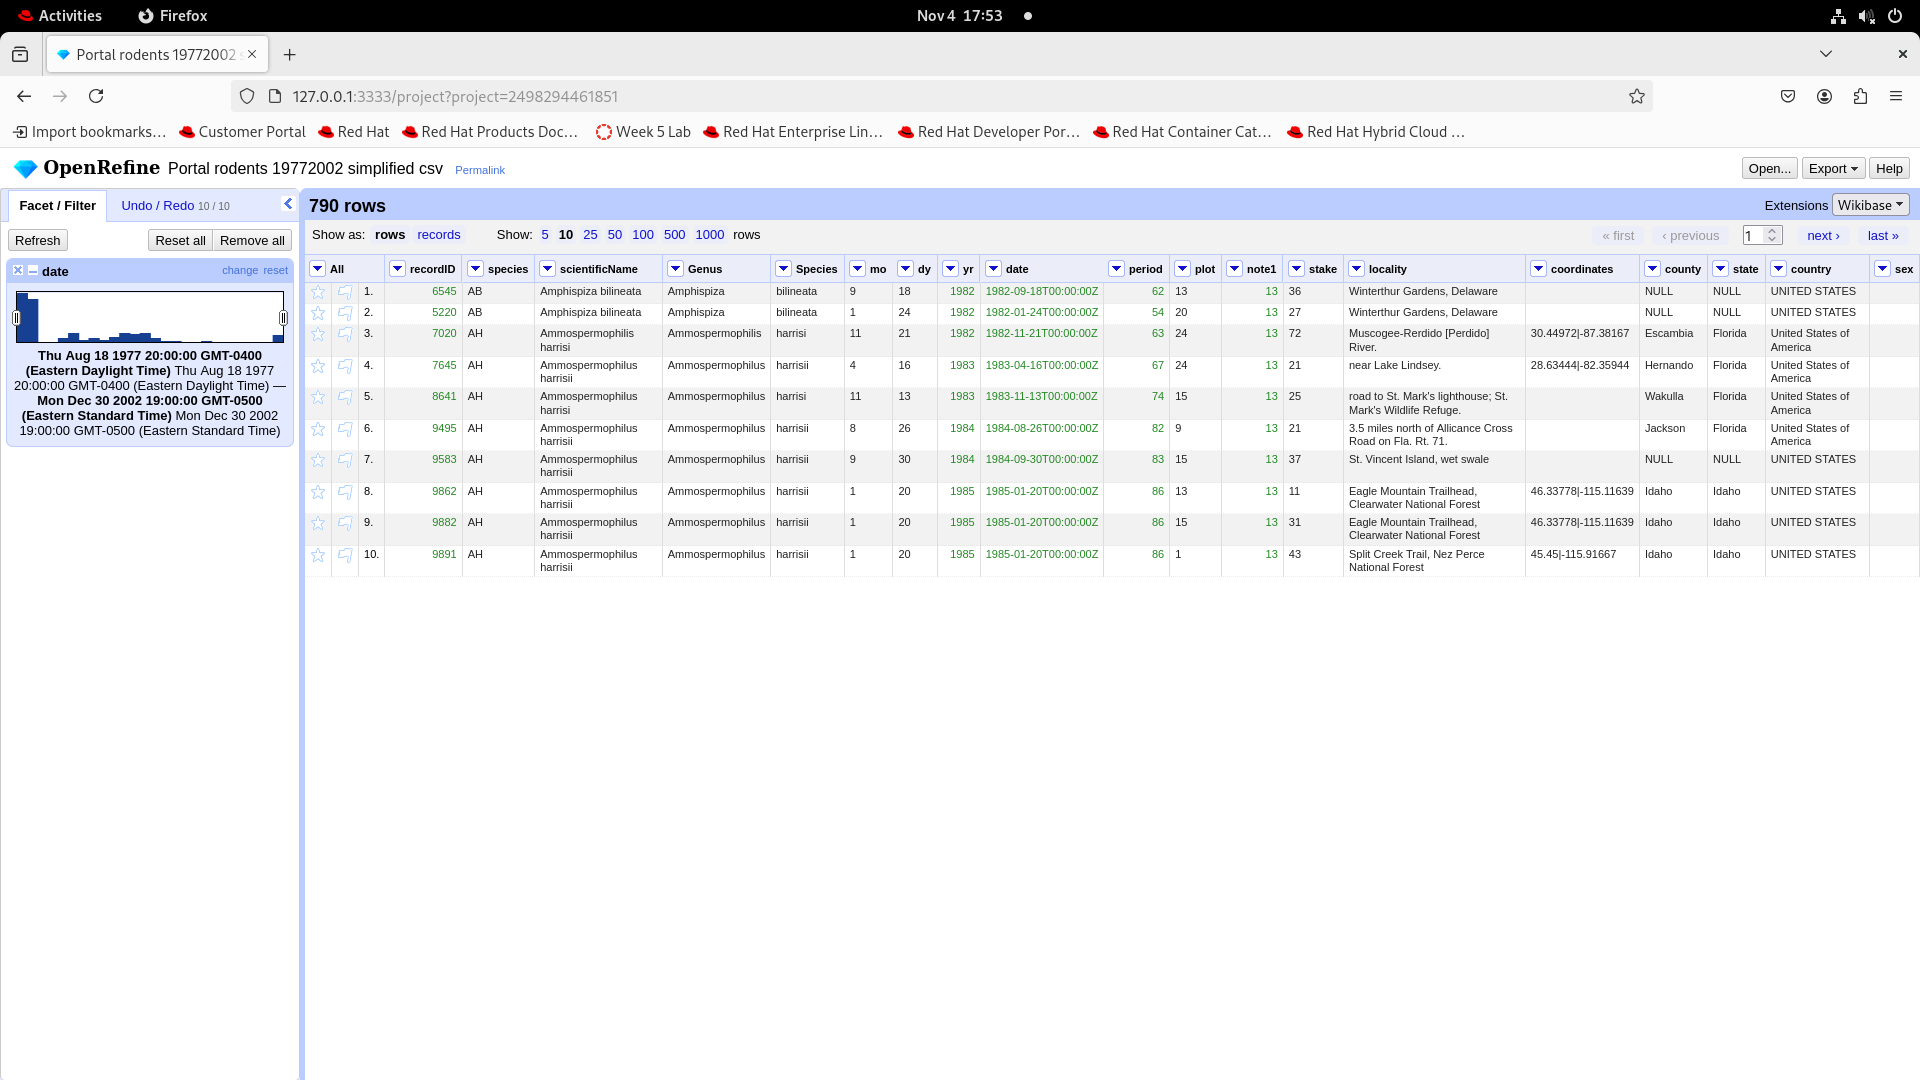 Activities Firefox Nov 4 17:53
Portal rodents 19772002
127.0.0.1:3333/project?project=2498294461851
Import bookmarks… Customer Portal Red Hat Red Hat Products Doc… Week 5 Lab Red Hat Enterprise Lin… Red Hat Developer Por… Red Hat Container Cat… Red Hat Hybrid Cloud …
OpenRefine Portal rodents 19772002 simplified csv Permalink Open... Export Help
Facet / Filter Undo / Redo 10 / 10
Refresh Reset all Remove all
date change reset
Thu Aug 18 1977 20:00:00 GMT-0400
(Eastern Daylight Time) Thu Aug 18 1977
20:00:00 GMT-0400 (Eastern Daylight Time) —
Mon Dec 30 2002 19:00:00 GMT-0500
(Eastern Standard Time) Mon Dec 30 2002
19:00:00 GMT-0500 (Eastern Standard Time)
790 rows Extensions Wikibase
Show as: rows records Show: 5 10 25 50 100 500 1000 rows « first ‹ previous 1 next › last »
All recordID species scientificName Genus Species mo dy yr date period plot note1 stake locality coordinates county state country sex
1. 6545 AB Amphispiza bilineata Amphispiza bilineata 9 18 1982 1982-09-18T00:00:00Z 62 13 13 36 Winterthur Gardens, Delaware NULL NULL UNITED STATES
2. 5220 AB Amphispiza bilineata Amphispiza bilineata 1 24 1982 1982-01-24T00:00:00Z 54 20 13 27 Winterthur Gardens, Delaware NULL NULL UNITED STATES
3. 7020 AH Ammospermophilis Ammospermophilis harrisi 11 21 1982 1982-11-21T00:00:00Z 63 24 13 72 Muscogee-Rerdido [Perdido] 30.44972|-87.38167 Escambia Florida United States of
harrisi River. America
4. 7645 AH Ammospermophilus Ammospermophilus harrisii 4 16 1983 1983-04-16T00:00:00Z 67 24 13 21 near Lake Lindsey. 28.63444|-82.35944 Hernando Florida United States of
harrisii America
5. 8641 AH Ammospermophilus Ammospermophilus harrisi 11 13 1983 1983-11-13T00:00:00Z 74 15 13 25 road to St. Mark's lighthouse; St. Wakulla Florida United States of
harrisi Mark's Wildlife Refuge. America
6. 9495 AH Ammospermophilus Ammospermophilus harrisii 8 26 1984 1984-08-26T00:00:00Z 82 9 13 21 3.5 miles north of Allicance Cross Jackson Florida United States of
harrisii Road on Fla. Rt. 71. America
7. 9583 AH Ammospermophilus Ammospermophilus harrisii 9 30 1984 1984-09-30T00:00:00Z 83 15 13 37 St. Vincent Island, wet swale NULL NULL UNITED STATES
harrisii
8. 9862 AH Ammospermophilus Ammospermophilus harrisii 1 20 1985 1985-01-20T00:00:00Z 86 13 13 11 Eagle Mountain Trailhead, 46.33778|-115.11639 Idaho Idaho UNITED STATES
harrisii Clearwater National Forest
9. 9882 AH Ammospermophilus Ammospermophilus harrisii 1 20 1985 1985-01-20T00:00:00Z 86 15 13 31 Eagle Mountain Trailhead, 46.33778|-115.11639 Idaho Idaho UNITED STATES
harrisii Clearwater National Forest
10. 9891 AH Ammospermophilus Ammospermophilus harrisii 1 20 1985 1985-01-20T00:00:00Z 86 1 13 43 Split Creek Trail, Nez Perce 45.45|-115.91667 Idaho Idaho UNITED STATES
harrisii National Forest